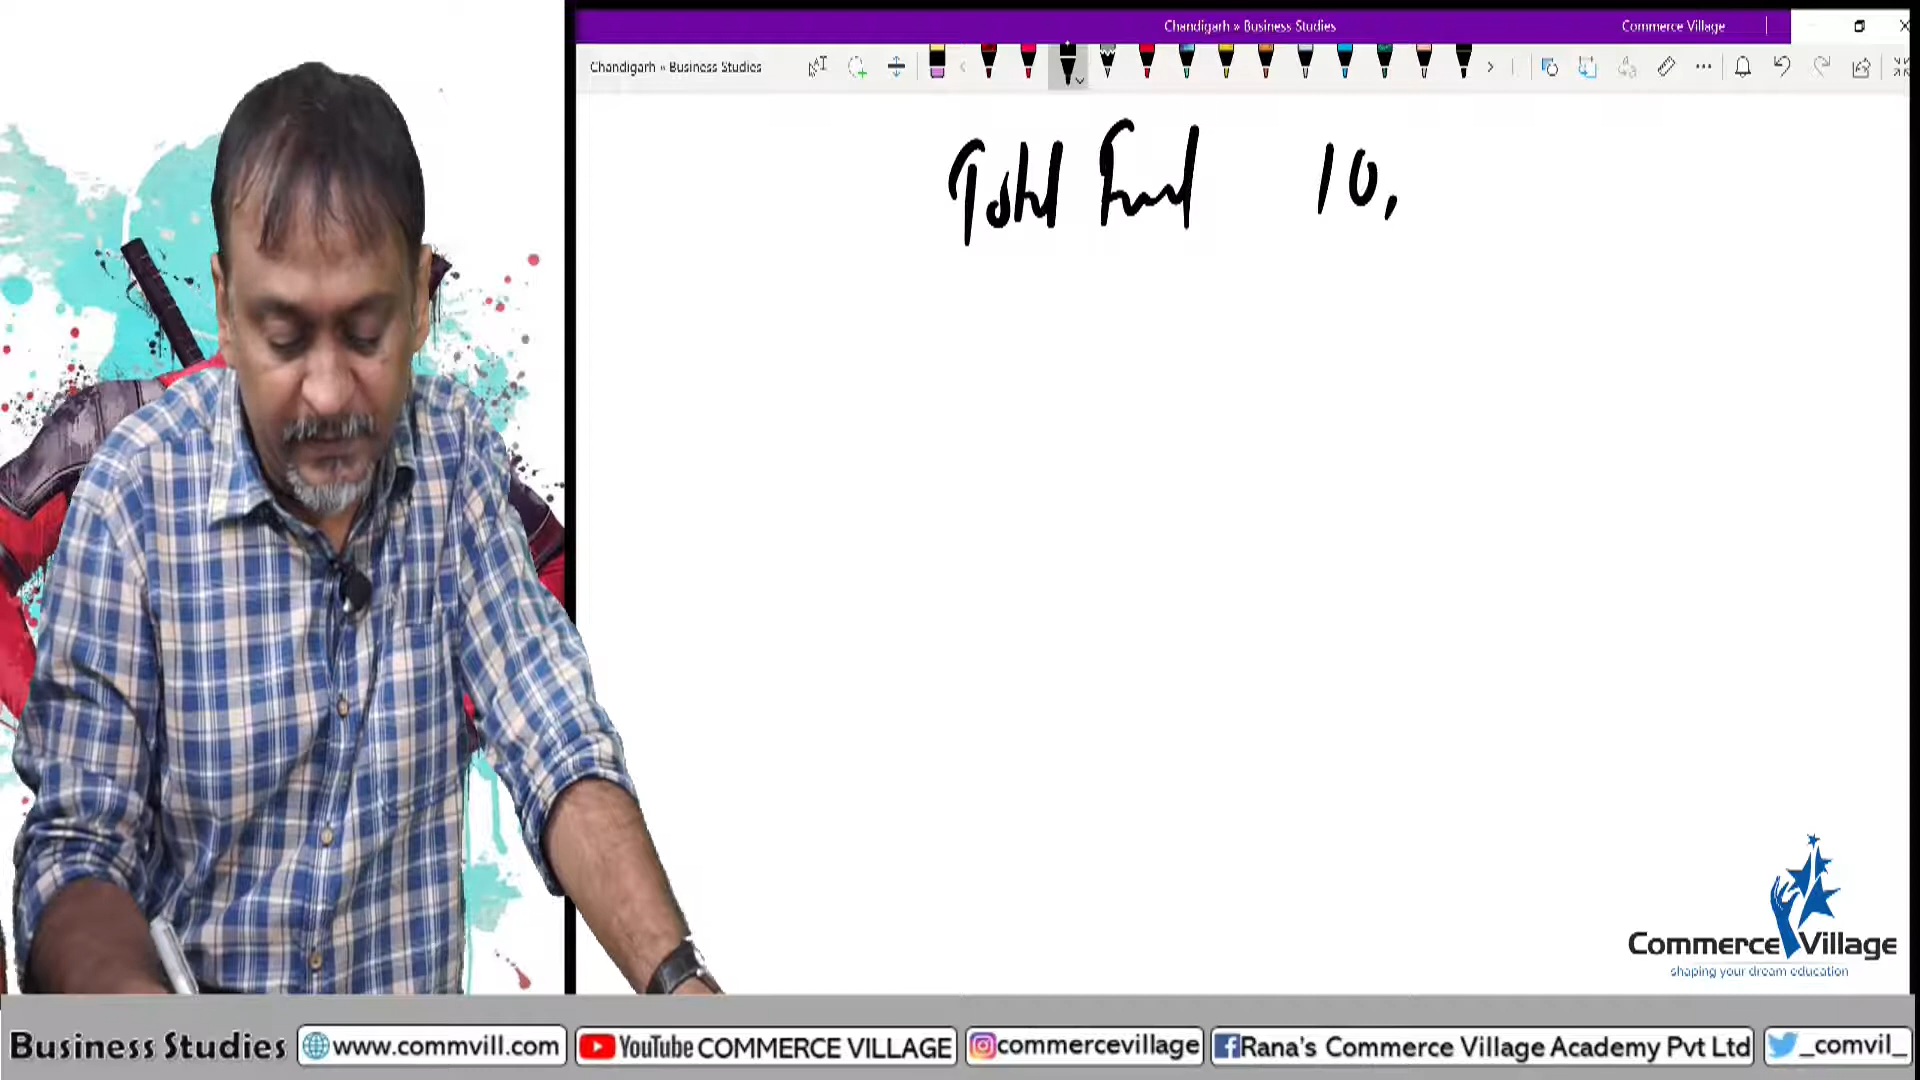 Chandigarh » Business Studies
Commerce Village
Chandigarh » Business Studies
Total Fund 10,
Commerce Village
shaping your dream education
Business Studies
www.commvill.com
YouTube COMMERCE VILLAGE
commercevillage
Rana's Commerce Village Academy Pvt Ltd
_comvil_